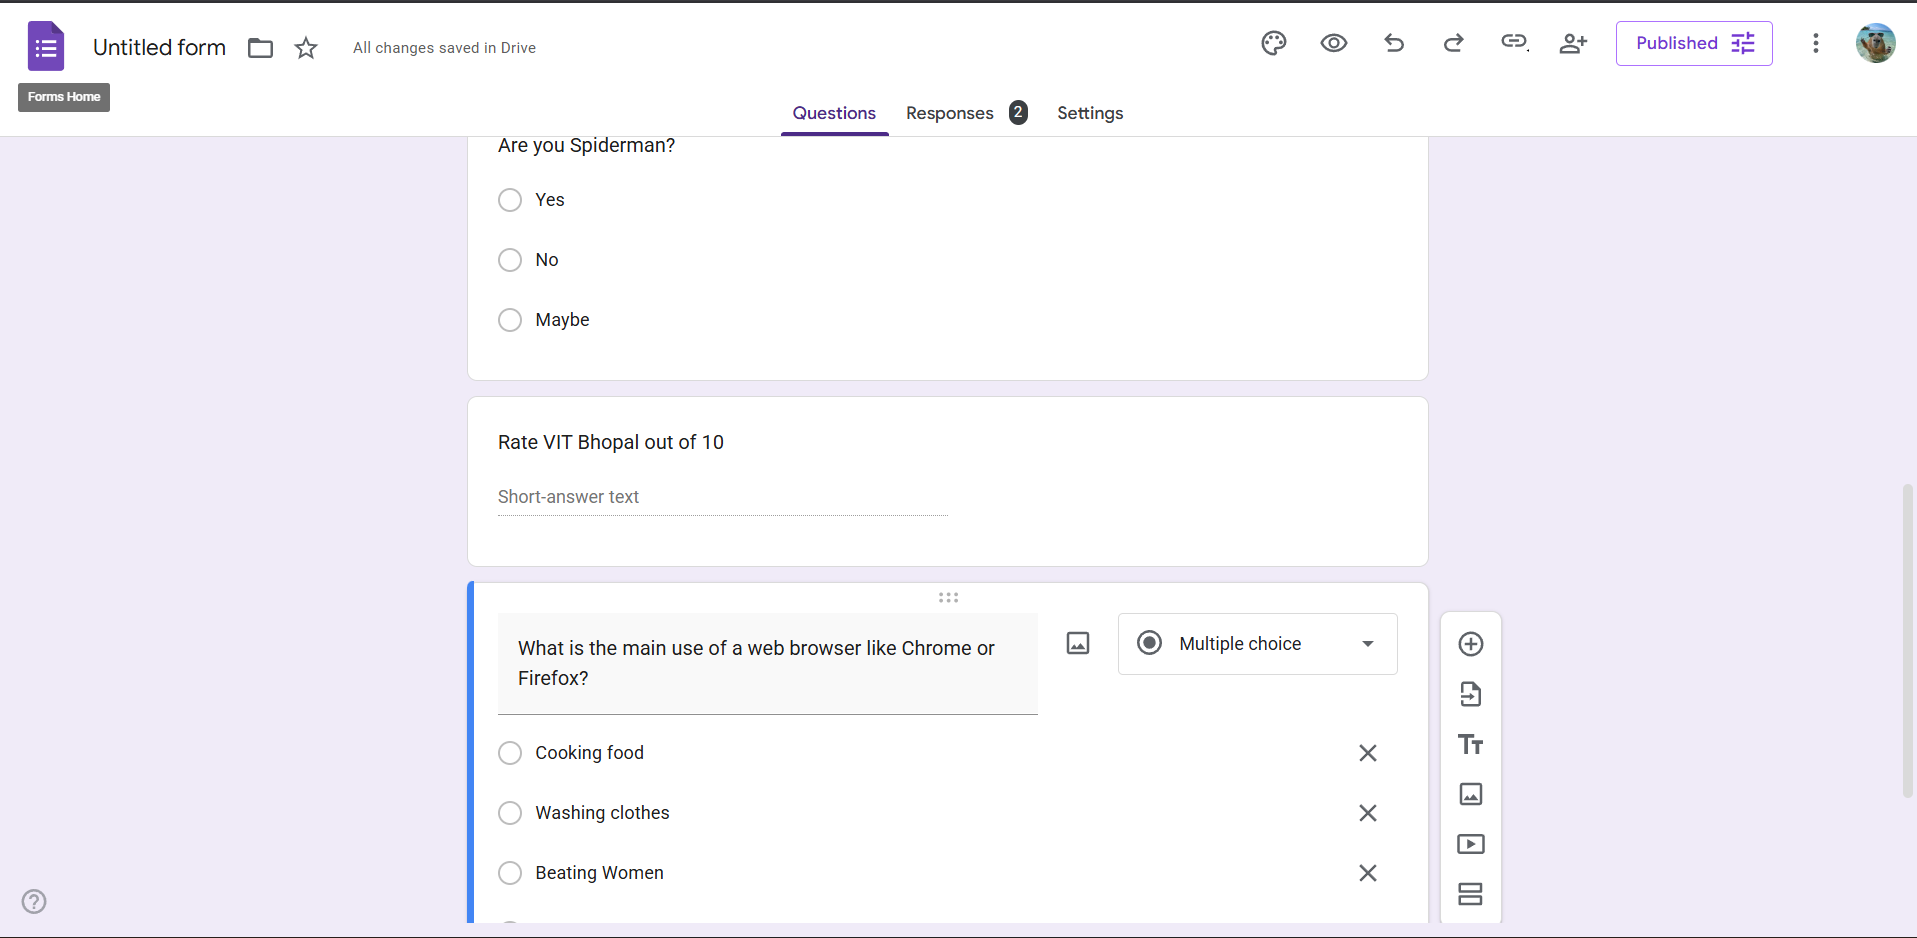 Untitled form
All changes saved in Drive
Published
Forms Home
Questions
Responses 2
Settings
Are you Spiderman?
Yes
No
Maybe
Rate VIT Bhopal out of 10
Short-answer text
What is the main use of a web browser like Chrome or
Firefox?
Multiple choice
Cooking food
Washing clothes
Beating Women